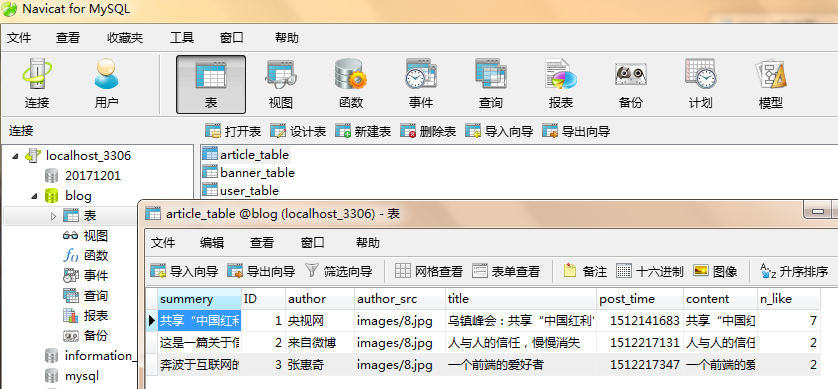 Navicat for MySQL
文件 查看 收藏夹 工具 窗口 帮助
连接 用户 表 视图 函数 事件 查询 报表 备份 计划 模型
连接 打开表 设计表 新建表 删除表 导入向导 导出向导
localhost_3306
20171201
blog
表
视图
函数
事件
查询
报表
备份
information_
mysql
article_table
banner_table
user_table
article_table @blog (localhost_3306) - 表
文件 编辑 查看 窗口 帮助
导入向导 导出向导 筛选向导 网格查看 表单查看 备注 十六进制 图像 升序排序
summery ID author author_src title post_time content n_like
共享“中国红利 1 央视网 images/8.jpg 乌镇峰会：共享“中国红利” 1512141683 共享“中国红 7
这是一篇关于信 2 来自微博 images/8.jpg 人与人的信任，慢慢消失 1512217131 人与人的信任 2
奔波于互联网的 3 张惠奇 images/8.jpg 一个前端的爱好者 1512217347 一个前端的爱 2